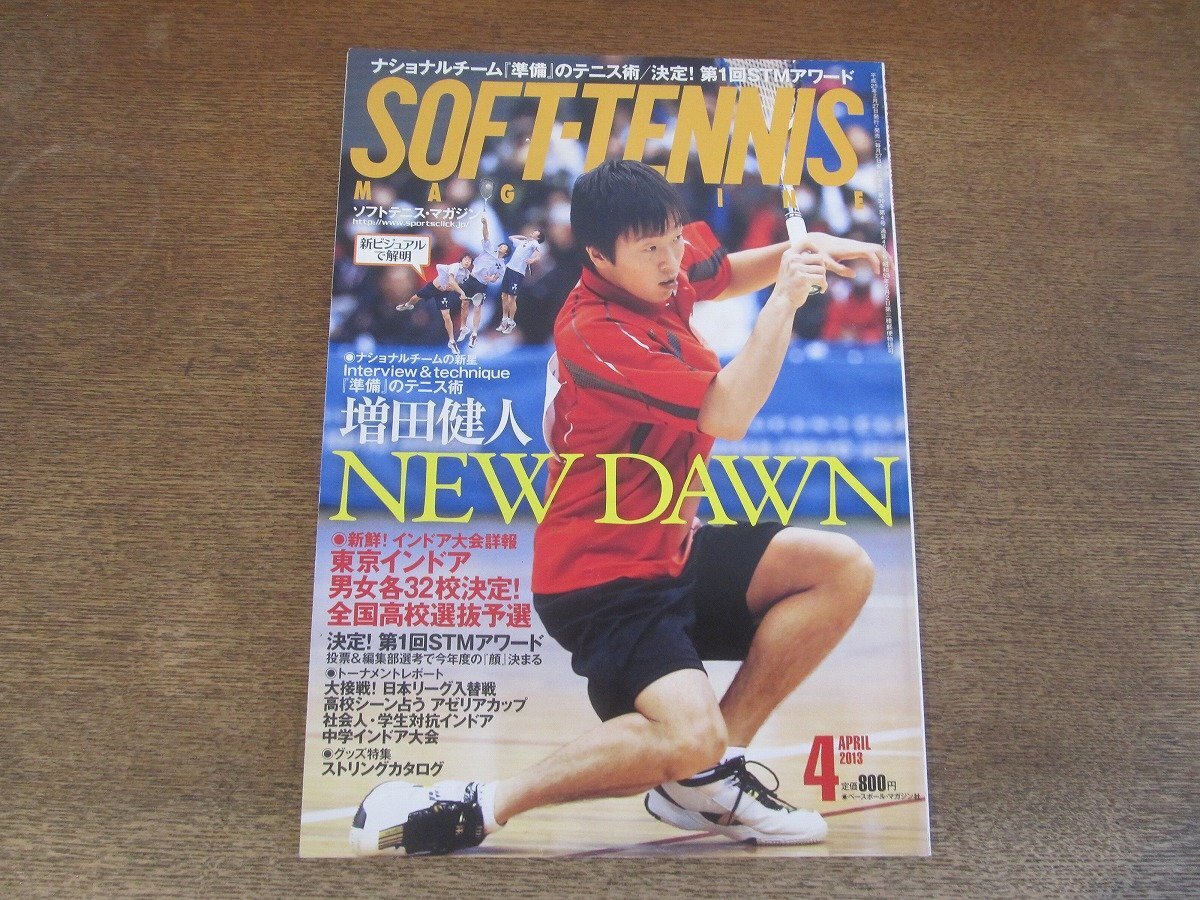 ナショナルチーム『準備』のテニス術/決定! 第1回STMアワード
SOFT-TENNIS
MAG INE
ソフトテニス・マガジン
http://www.sportsclick.jp/
新ビジュアル
で解明
●ナショナルチームの新星
Interview & technique
『準備』のテニス術
増田健人
NEW DAWN
●新鮮! インドア大会詳報
東京インドア
男女各32校決定!
全国高校選抜予選
決定! 第1回STMアワード
投票&編集部選考で今年度の『顔』決まる
●トーナメントレポート
大接戦! 日本リーグ入替戦
高校シーン占う アゼリアカップ
社会人・学生対抗インドア
中学インドア大会
●グッズ特集
ストリングカタログ
4 APRIL
2013
定価800円
●ベースボール・マガジン社